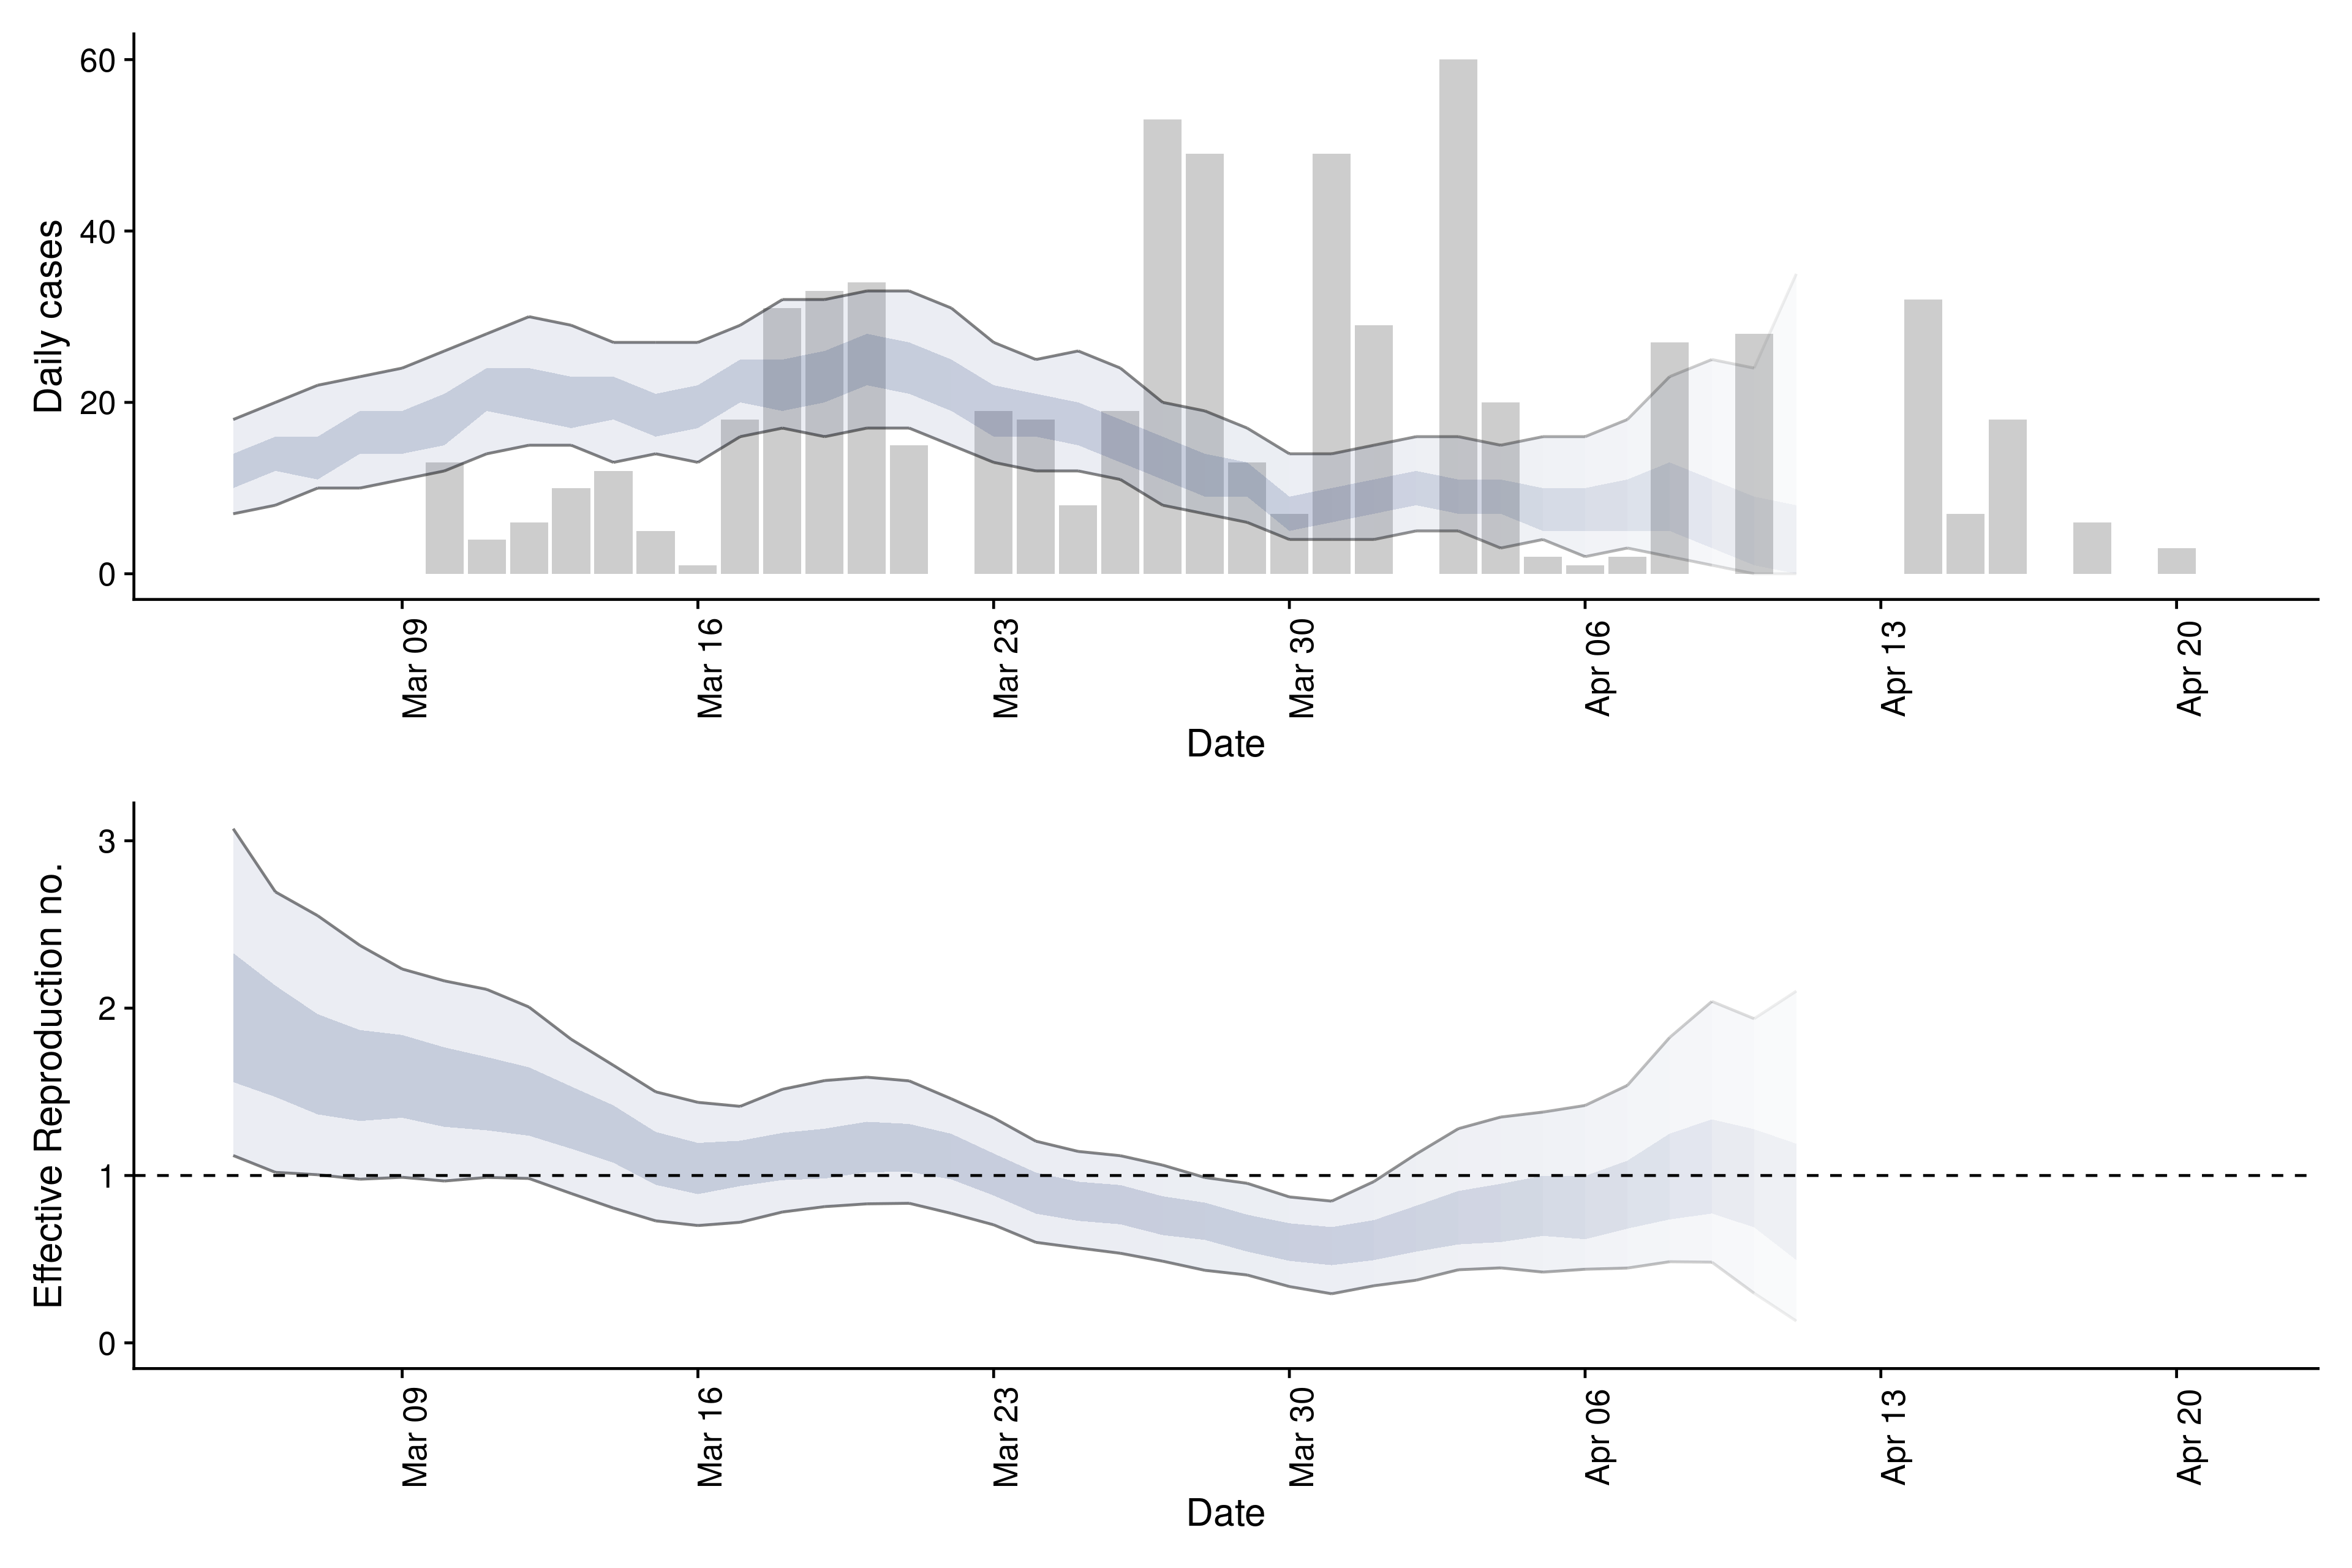 Daily cases
60
40
20
0
Mar 09
Mar 16
Mar 23
Mar 30
Apr 06
Apr 13
Apr 20
Date
Effective Reproduction no.
3
2
1
0
Mar 09
Mar 16
Mar 23
Mar 30
Apr 06
Apr 13
Apr 20
Date